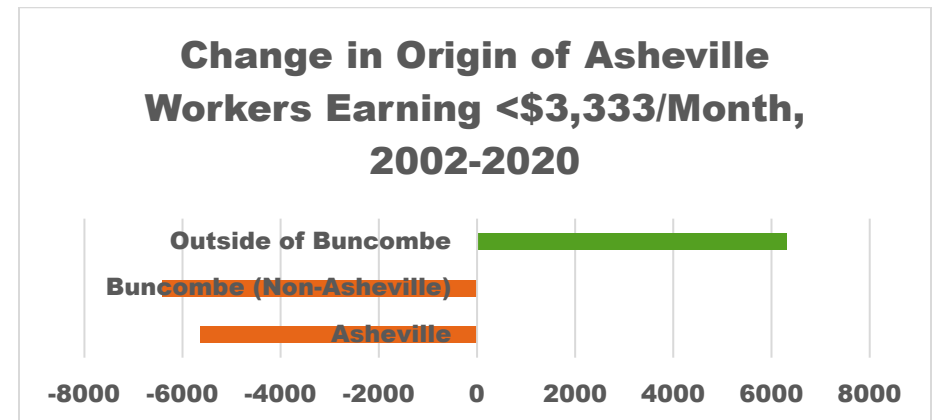 Change in Origin of Asheville
Workers Earning <$3,333/Month,
2002-2020
Outside of Buncombe
Buncombe (Non-Asheville)
Asheville
-8000 -6000 -4000 -2000 0 2000 4000 6000 8000